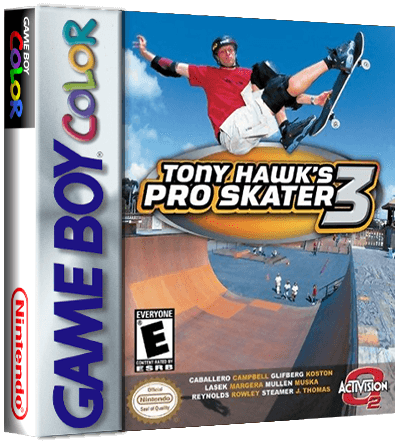 GAME BOY
COLOR
Nintendo
GAME BOY COLOR
TONY HAWK'S
PRO SKATER 3
EVERYONE
E
CONTENT RATED BY
ESRB
Official
Nintendo
Seal of Quality
CABALLERO CAMPBELL GLIFBERG KOSTON
LASEK MARGERA MULLEN MUSKA
REYNOLDS ROWLEY STEAMER J. THOMAS
ACTIVISION
O2